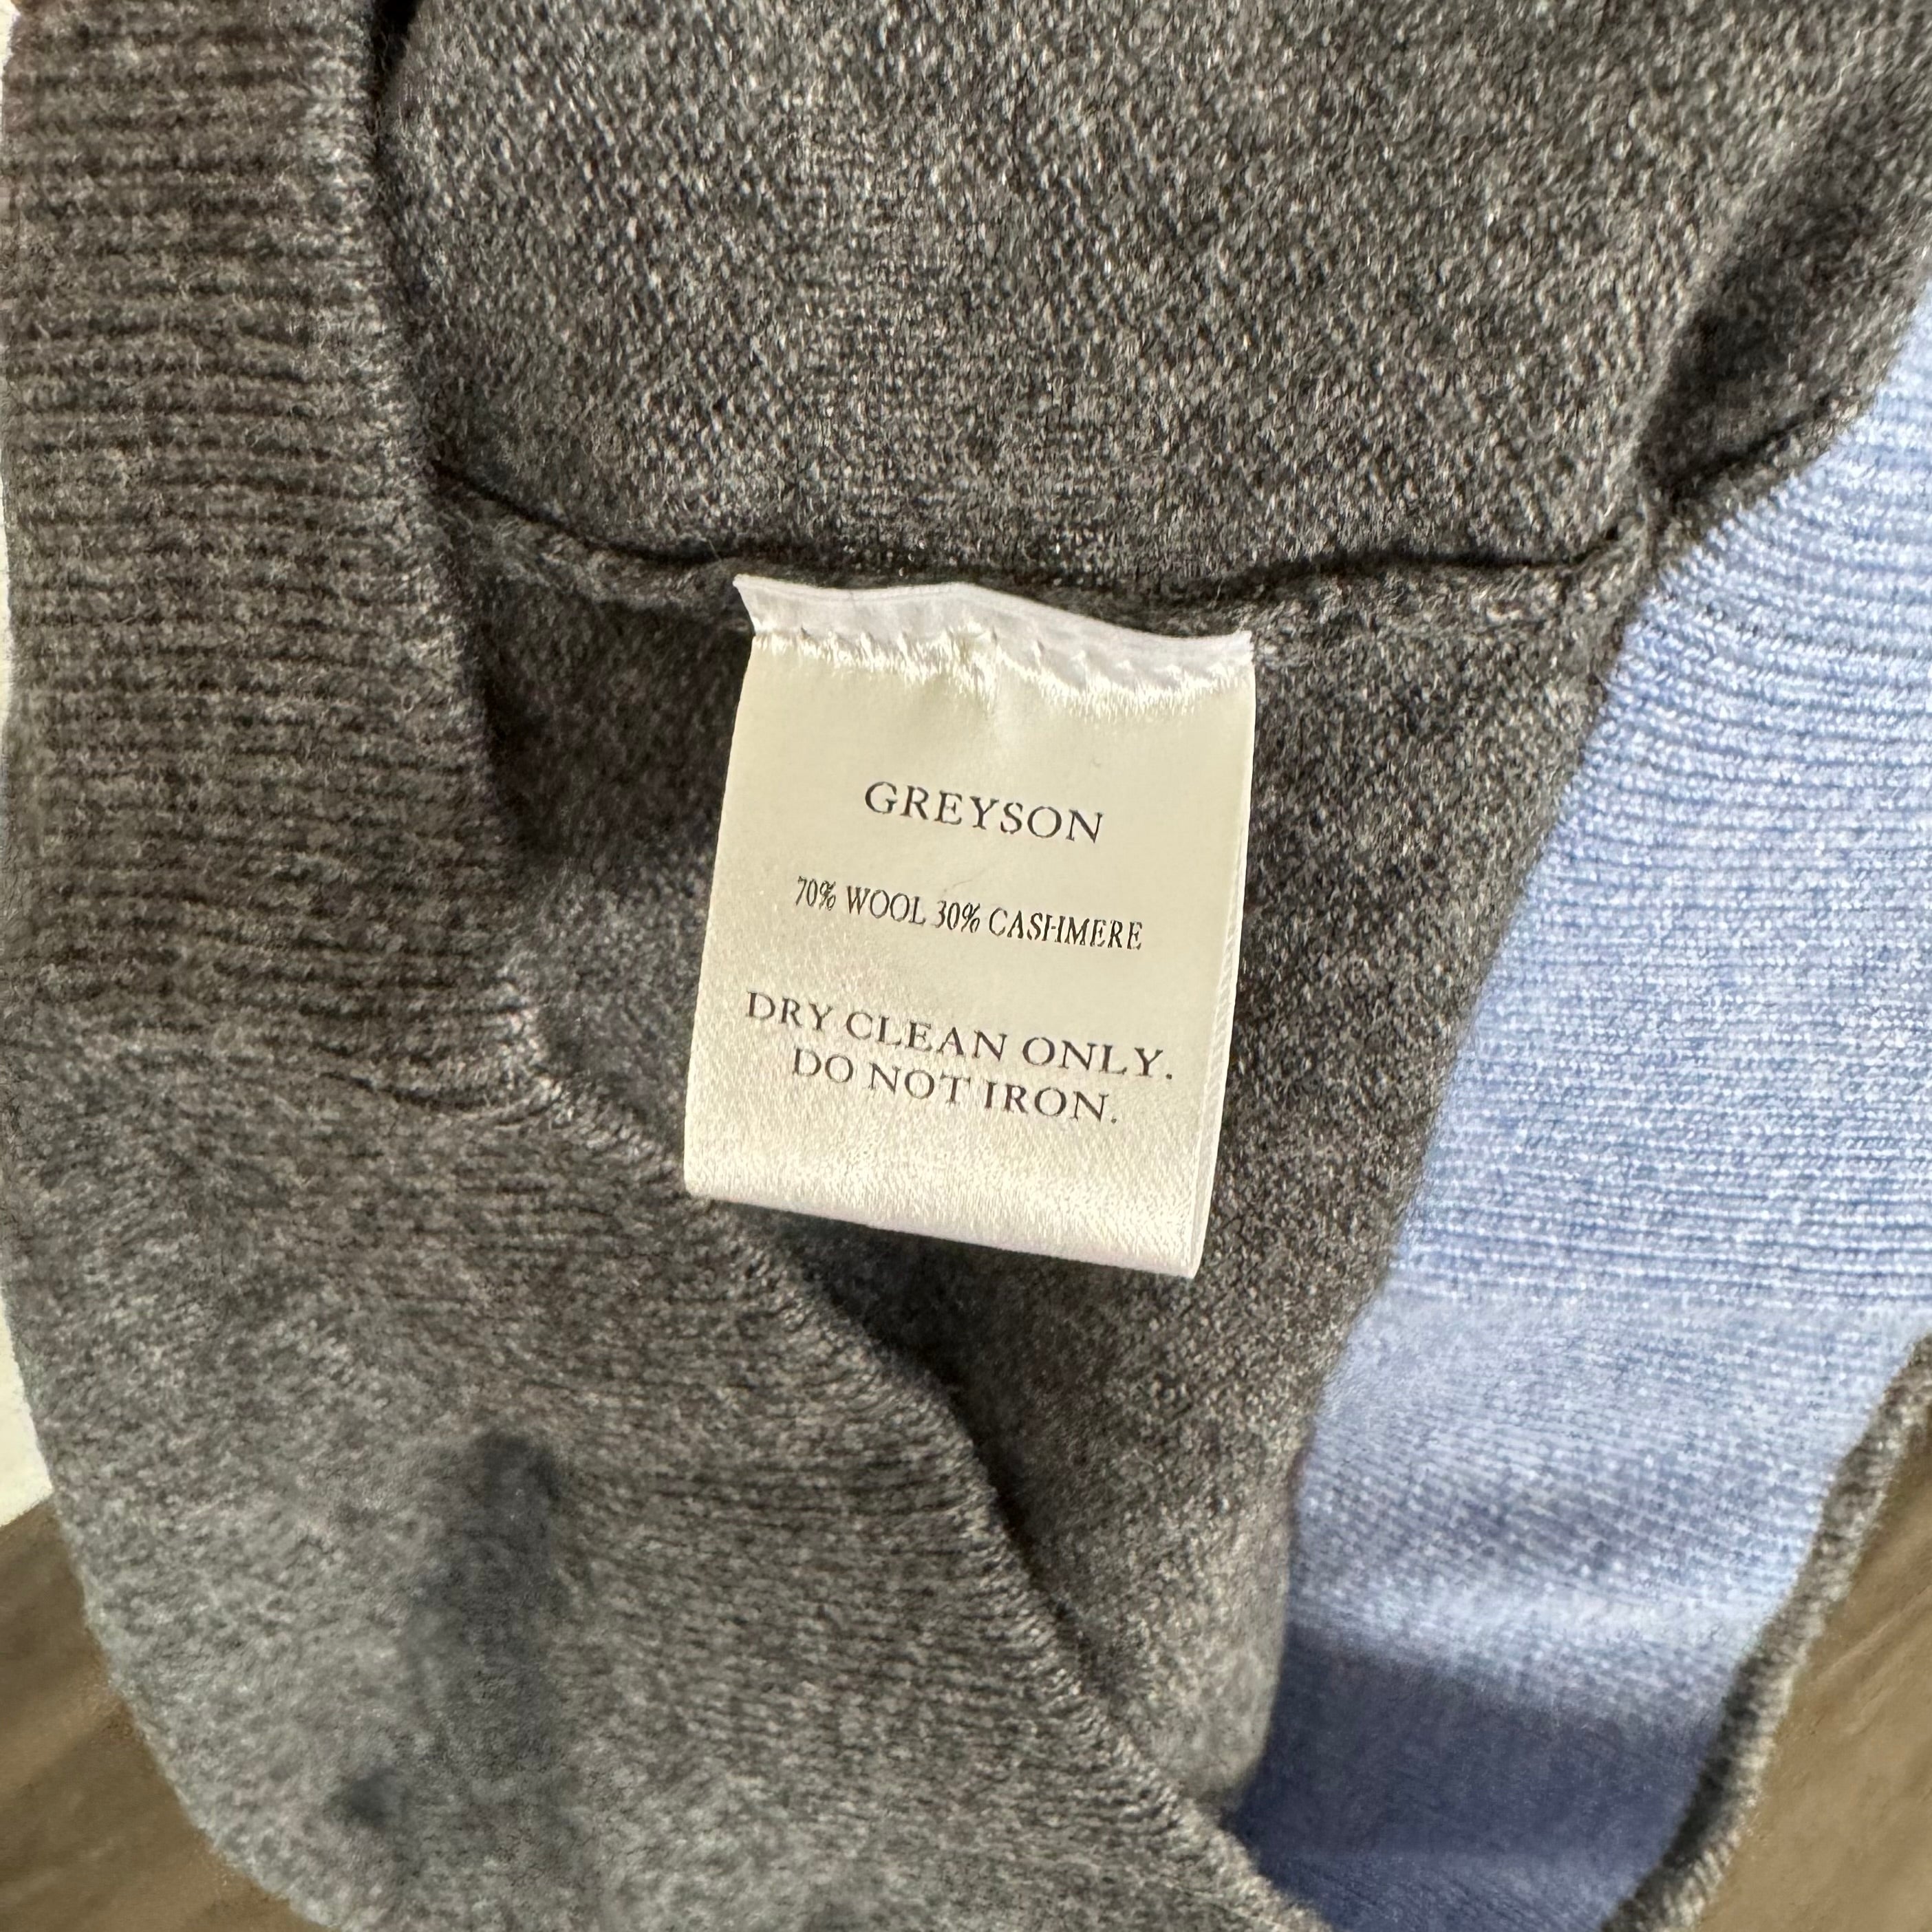 GREYSON
70% WOOL 30% CASHMERE
DRY CLEAN ONLY.
DO NOT IRON.